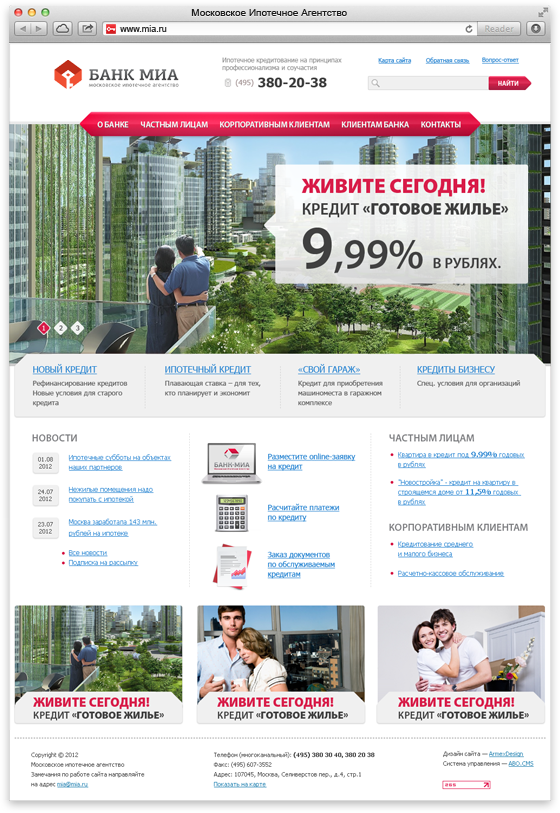 Московское Ипотечное Агентство
www.mia.ru
Reader
БАНК МИА
МОСКОВСКОЕ ИПОТЕЧНОЕ АГЕНТСТВО
Ипотечное кредитование на принципах
профессионализма и соучастия
(495) 380-20-38
Карта сайта
Обратная связь
Вопрос-ответ
НАЙТИ
О БАНКЕ
ЧАСТНЫМ ЛИЦАМ
КОРПОРАТИВНЫМ КЛИЕНТАМ
КЛИЕНТАМ БАНКА
КОНТАКТЫ
ЖИВИТЕ СЕГОДНЯ!
КРЕДИТ «ГОТОВОЕ ЖИЛЬЕ»
9,99% В РУБЛЯХ.
1 2 3
НОВЫЙ КРЕДИТ
Рефинансирование кредитов
Новые условия для старого
кредита
ИПОТЕЧНЫЙ КРЕДИТ
Плавающая ставка – для тех,
кто планирует и экономит
«СВОЙ ГАРАЖ»
Кредит для приобретения
машиноместа в гаражном
комплексе
КРЕДИТЫ БИЗНЕСУ
Спец. условия для организаций
НОВОСТИ
01.08
2012
Ипотечные субботы на объектах
наших партнеров
24.07
2012
Нежилые помещения надо
покупать с ипотекой
23.07
2012
Москва заработала 143 млн.
рублей на ипотеке
Все новости
Подписка на рассылку
БАНК-МИА
Разместите online-заявку
на кредит
Расчитайте платежи
по кредиту
Заказ документов
по обслуживаемым
кредитам
ЧАСТНЫМ ЛИЦАМ
Квартира в кредит под 9,99% годовых
в рублях
"Новостройка" - кредит на квартиру в
строящемся доме от 11,5% годовых
в рублях
КОРПОРАТИВНЫМ КЛИЕНТАМ
Кредитование среднего
и малого бизнеса
Расчетно-кассовое обслуживание
ЖИВИТЕ СЕГОДНЯ!
КРЕДИТ «ГОТОВОЕ ЖИЛЬЕ»
ЖИВИТЕ СЕГОДНЯ!
КРЕДИТ «ГОТОВОЕ ЖИЛЬЕ»
ЖИВИТЕ СЕГОДНЯ!
КРЕДИТ «ГОТОВОЕ ЖИЛЬЕ»
Copyright © 2012
Московское ипотечное агентство
Замечания по работе сайта направляйте
на адрес mia@mia.ru
Телефон (многоканальный): (495) 380 30 40, 380 20 38
Факс: (495) 607-3552
Адрес: 107045, Москва, Селиверстов пер., д.4, стр.1
Показать на карте
Дизайн сайта — ArnexDesign
Система управления — ABO.CMS